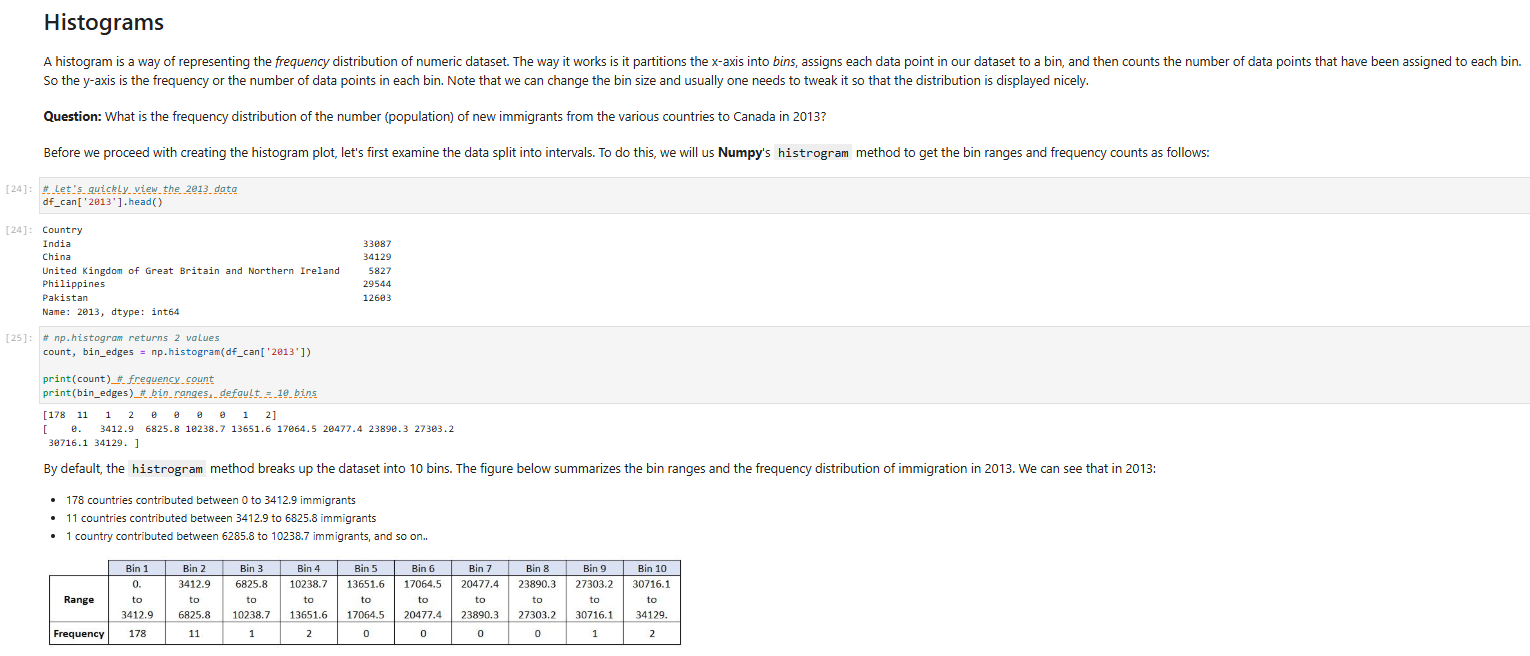 Histograms
A histogram is a way of representing the frequency distribution of numeric dataset. The way it works is it partitions the x-axis into bins, assigns each data point in our dataset to a bin, and then counts the number of data points that have been assigned to each bin.
So the y-axis is the frequency or the number of data points in each bin. Note that we can change the bin size and usually one needs to tweak it so that the distribution is displayed nicely.
Question: What is the frequency distribution of the number (population) of new immigrants from the various countries to Canada in 2013?
Before we proceed with creating the histogram plot, let's first examine the data split into intervals. To do this, we will us Numpy's histrogram method to get the bin ranges and frequency counts as follows:
[24]: # let's quickly view the 2013 data
df_can['2013'].head()
[24]: Country
India 33087
China 34129
United Kingdom of Great Britain and Northern Ireland 5827
Philippines 29544
Pakistan 12603
Name: 2013, dtype: int64
[25]: # np.histogram returns 2 values
count, bin_edges = np.histogram(df_can['2013'])
print(count) # frequency count
print(bin_edges) # bin ranges, default = 10 bins
[178 11 1 2 0 0 0 0 1 2]
[ 0. 3412.9 6825.8 10238.7 13651.6 17064.5 20477.4 23890.3 27303.2
30716.1 34129. ]
By default, the histrogram method breaks up the dataset into 10 bins. The figure below summarizes the bin ranges and the frequency distribution of immigration in 2013. We can see that in 2013:
• 178 countries contributed between 0 to 3412.9 immigrants
• 11 countries contributed between 3412.9 to 6825.8 immigrants
• 1 country contributed between 6285.8 to 10238.7 immigrants, and so on..
Bin 1 Bin 2 Bin 3 Bin 4 Bin 5 Bin 6 Bin 7 Bin 8 Bin 9 Bin 10
0. 3412.9 6825.8 10238.7 13651.6 17064.5 20477.4 23890.3 27303.2 30716.1
Range to to to to to to to to to to
3412.9 6825.8 10238.7 13651.6 17064.5 20477.4 23890.3 27303.2 30716.1 34129.
Frequency 178 11 1 2 0 0 0 0 1 2